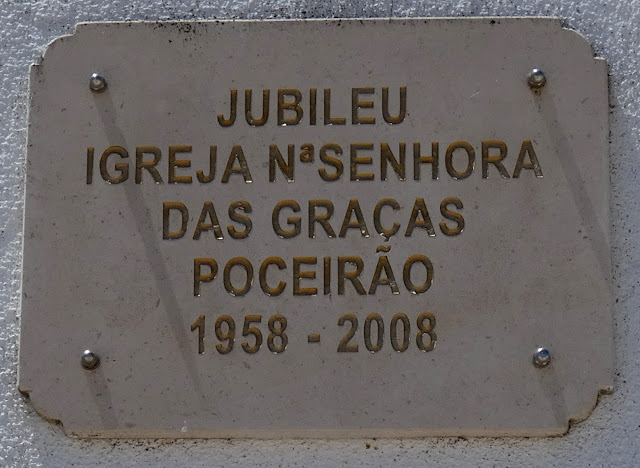 JUBILEU
IGREJA NªSENHORA
DAS GRAÇAS
POCEIRÃO
1958 - 2008